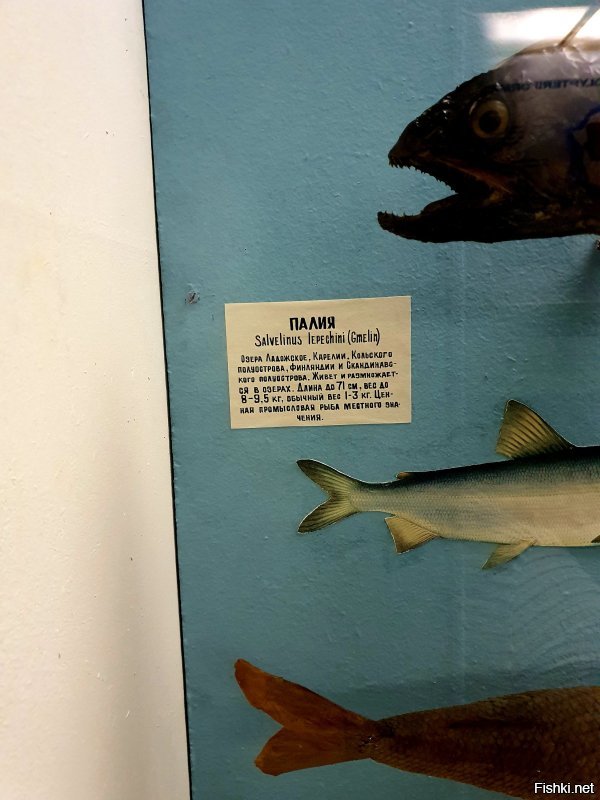 ПАЛИЯ
Salvelinus lepechini (Gmelin)
Озера Ладожское, Карелии, Кольского
полуострова, Финляндии и Скандинавс-
кого полуострова. Живет и размножает-
ся в озерах. Длина до 71 см, вес до
8-9,5 кг, обычный вес 1-3 кг. Цен-
ная промысловая рыба местного зна-
чения.
Fishki.net